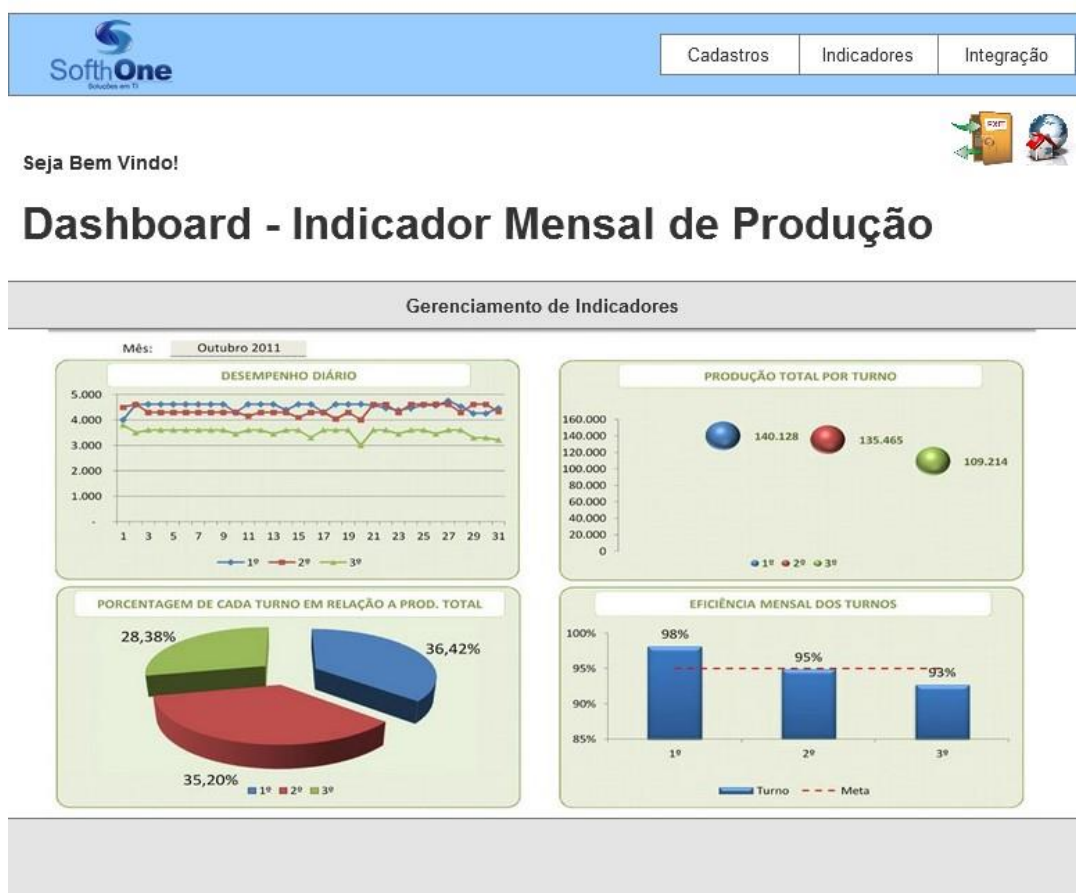 SofthOne
Soluções em TI
Cadastros Indicadores Integração
EXIT
Seja Bem Vindo!
Dashboard - Indicador Mensal de Produção
Gerenciamento de Indicadores
Mês: Outubro 2011
DESEMPENHO DIÁRIO
5.000
4.000
3.000
2.000
1.000
-
1 3 5 7 9 11 13 15 17 19 21 23 25 27 29 31
1º 2º 3º
PRODUÇÃO TOTAL POR TURNO
160.000
140.000
120.000
100.000
80.000
60.000
40.000
20.000
0
140.128
135.465
109.214
1º 2º 3º
PORCENTAGEM DE CADA TURNO EM RELAÇÃO A PROD. TOTAL
28,38%
36,42%
35,20%
1º 2º 3º
EFICIÊNCIA MENSAL DOS TURNOS
100%
95%
90%
85%
98%
95%
93%
1º 2º 3º
Turno Meta